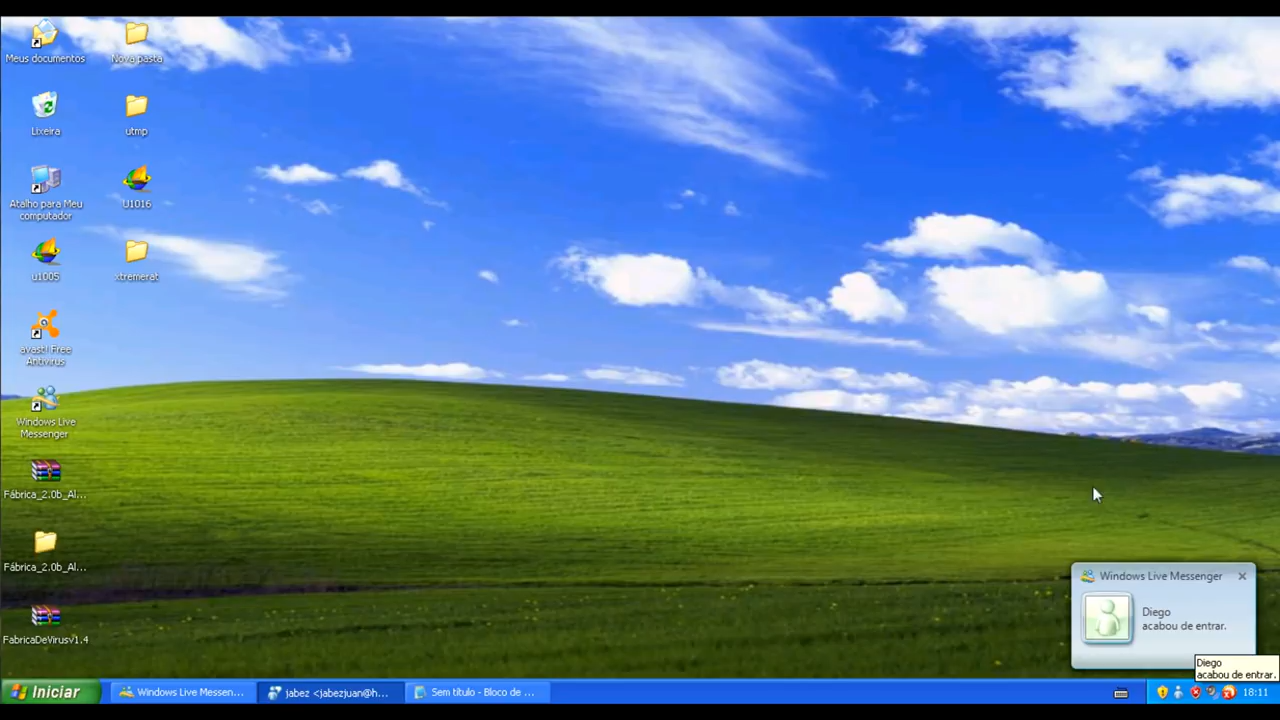 Meus documentos
Nova pasta
Lixeira
utmp
Atalho para Meu
computador
U1016
u1005
xtremerat
avast! Free
Antivirus
Windows Live
Messenger
Fábrica_2.0b_Al...
Fábrica_2.0b_Al...
FabricaDeVirusv1.4
Windows Live Messenger
Diego
acabou de entrar.
Diego
acabou de entrar.
Iniciar
Windows Live Messen...
jabez <jabezjuan@h...
Sem título - Bloco de ...
18:11